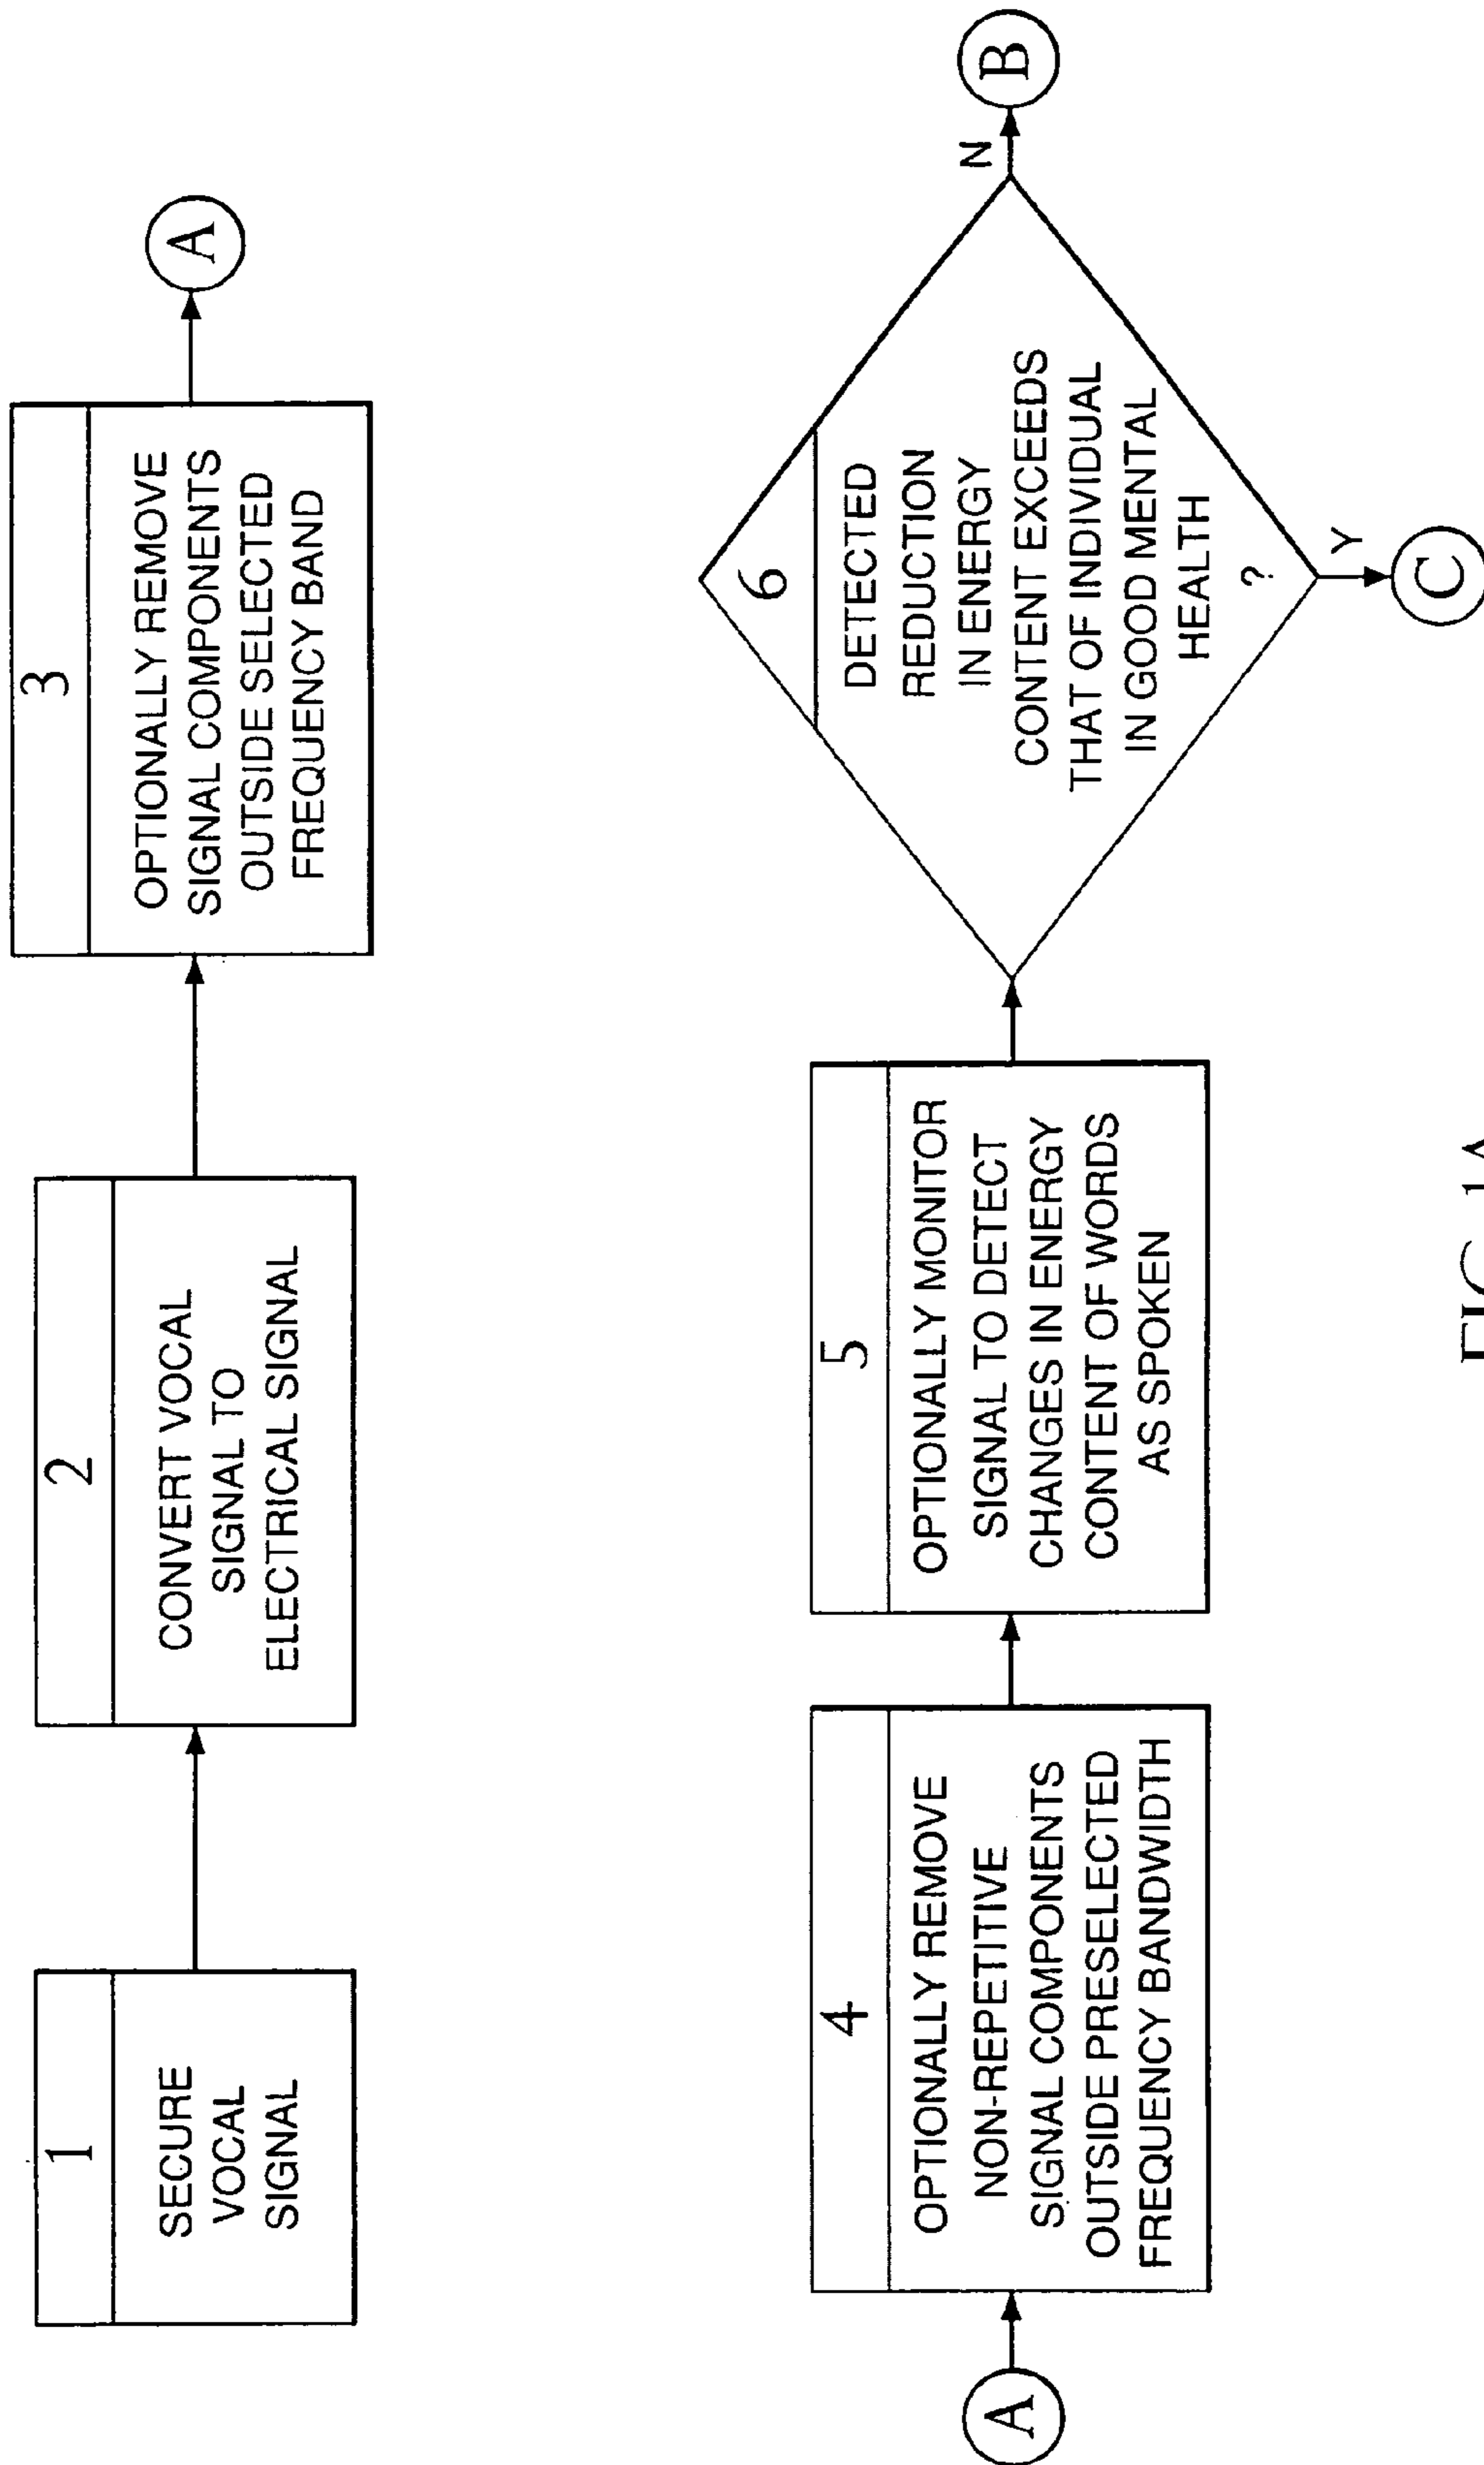 1
SECURE
VOCAL
SIGNAL
2
CONVERT VOCAL
SIGNAL TO
ELECTRICAL SIGNAL
3
OPTIONALLY REMOVE
SIGNAL COMPONENTS
OUTSIDE SELECTED
FREQUENCY BAND
A
A
4
OPTIONALLY REMOVE
NON-REPETITIVE
SIGNAL COMPONENTS
OUTSIDE PRESELECTED
FREQUENCY BANDWIDTH
5
OPTIONALLY MONITOR
SIGNAL TO DETECT
CHANGES IN ENERGY
CONTENT OF WORDS
AS SPOKEN
6
DETECTED
REDUCTION
IN ENERGY
CONTENT EXCEEDS
THAT OF INDIVIDUAL
IN GOOD MENTAL
HEALTH
?
N
B
Y
C
FIG. 1A